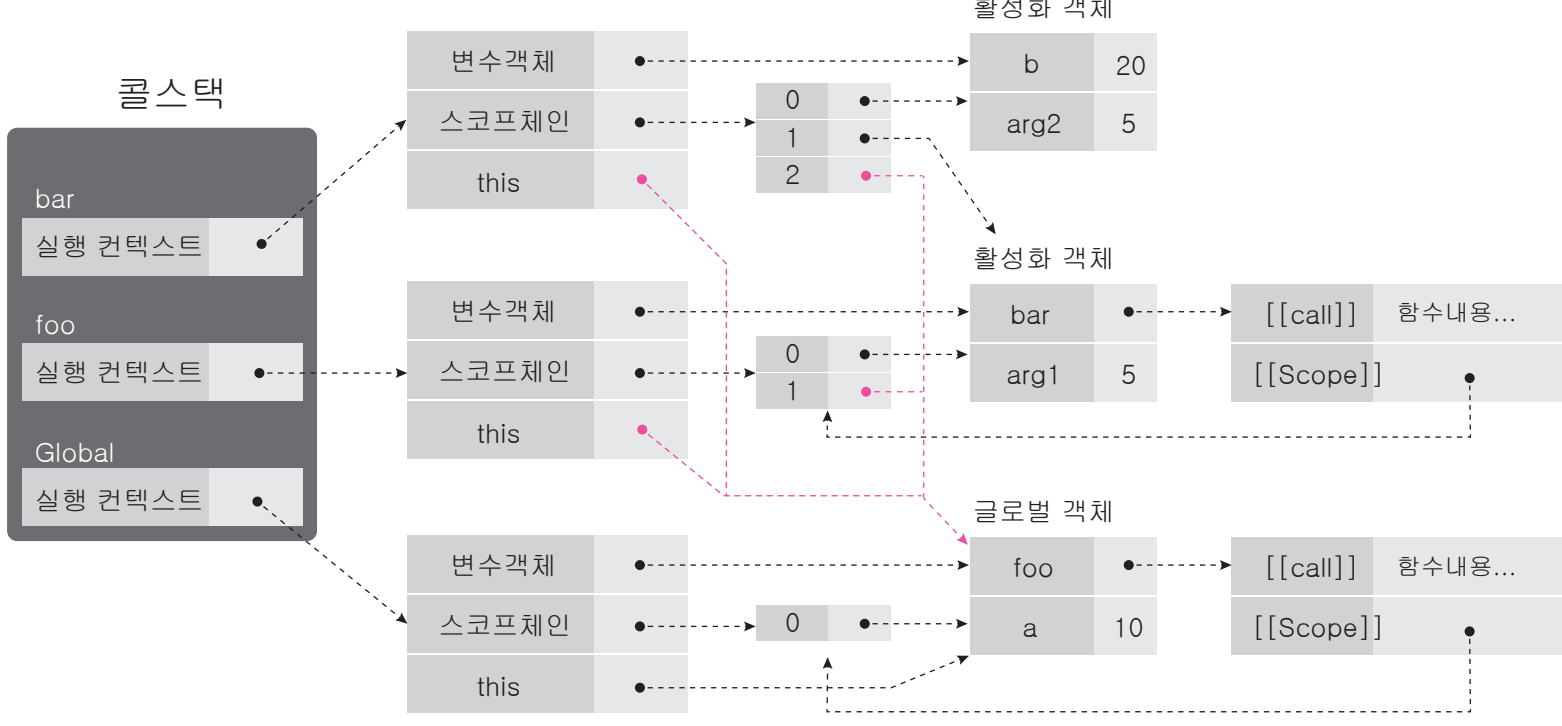 활성화 객체
콜스택
변수객체
스코프체인
this
0
1
2
b 20
arg2 5
bar
실행 컨텍스트
foo
실행 컨텍스트
Global
실행 컨텍스트
변수객체
스코프체인
this
0
1
활성화 객체
bar
arg1 5
[[call]] 함수내용...
[[Scope]]
변수객체
스코프체인
this
0
글로벌 객체
foo
a 10
[[call]] 함수내용...
[[Scope]]